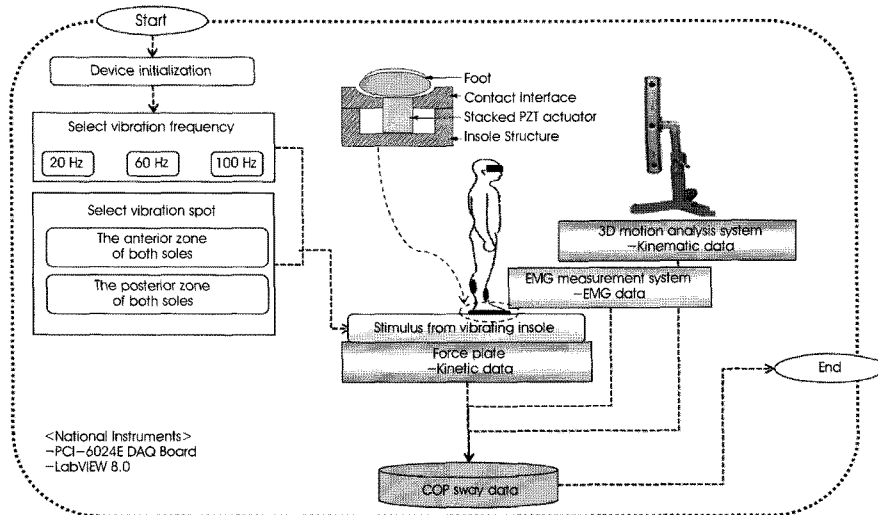 Start
Device initialization
Select vibration frequency
20 Hz
60 Hz
100 Hz
Select vibration spot
The anterior zone
of both soles
The posterior zone
of both soles
Foot
Contact Interface
Stacked PZT actuator
Insole Structure
3D motion analysis system
–Kinematic data
EMG measurement system
–EMG data
Stimulus from vibrating insole
Force plate
–Kinetic data
End
<National Instruments>
–PCI–6024E DAQ Board
–LabVIEW 8.0
COP sway data